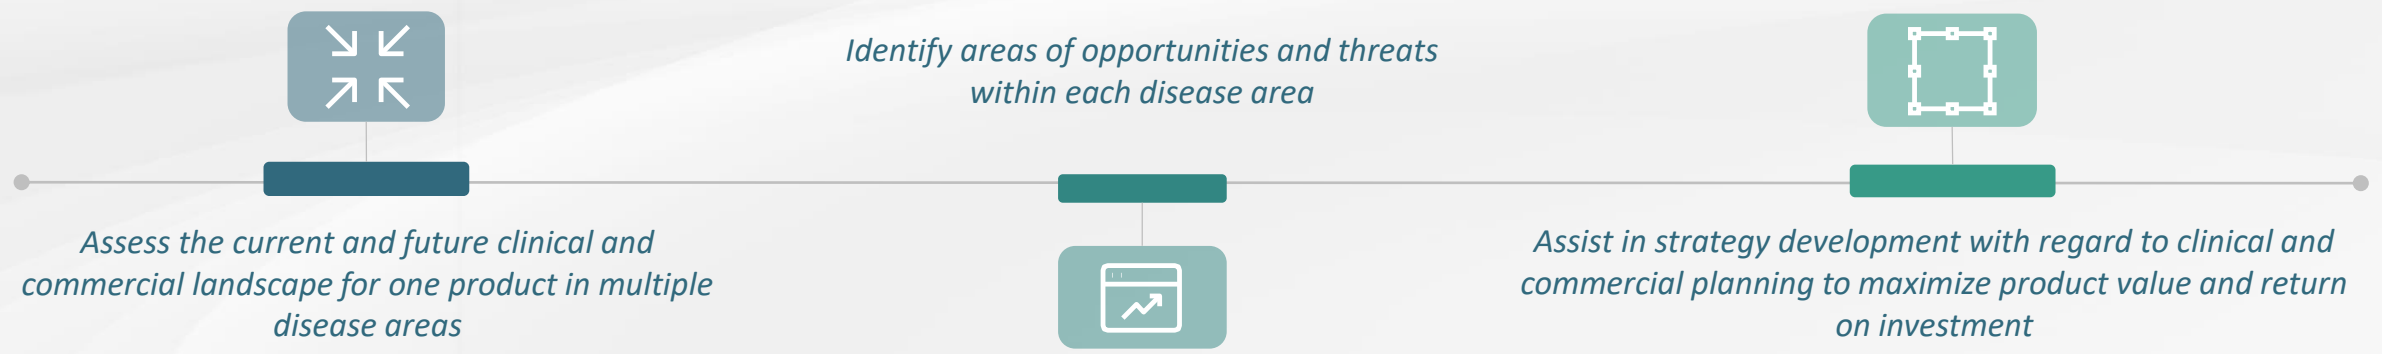 Identify areas of opportunities and threats
within each disease area
Assess the current and future clinical and
commercial landscape for one product in multiple
disease areas
Assist in strategy development with regard to clinical and
commercial planning to maximize product value and return
on investment